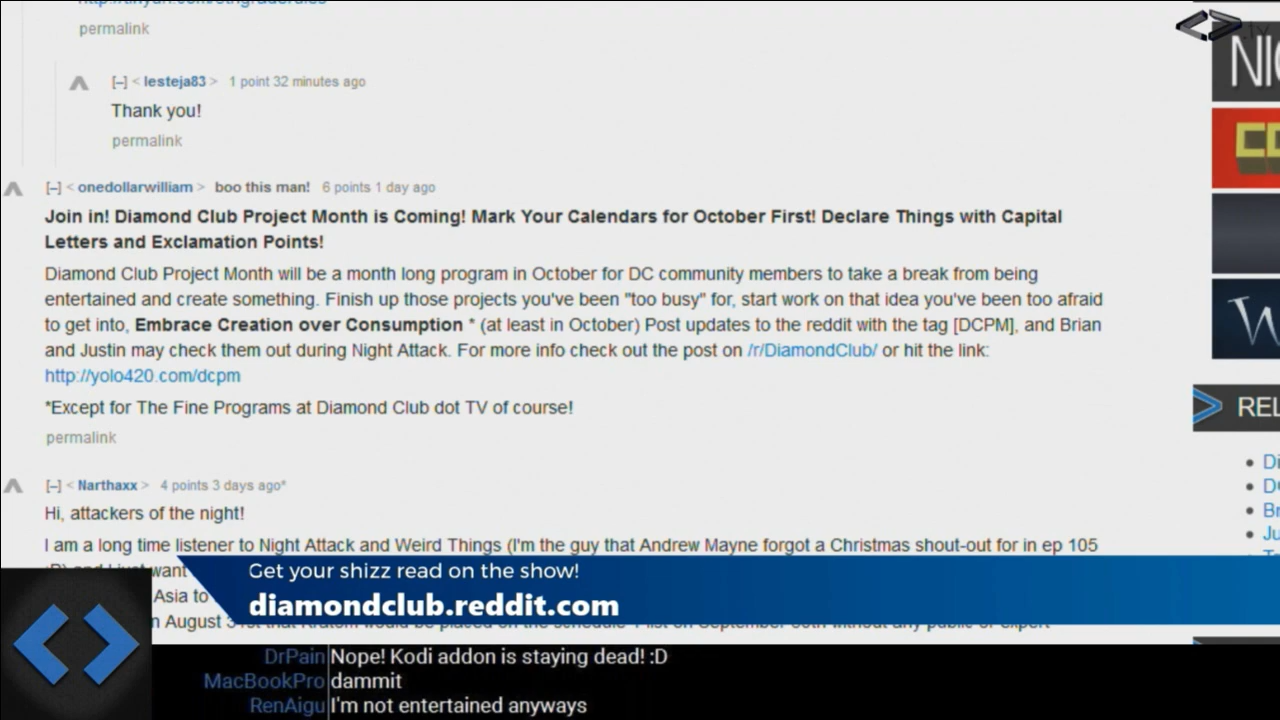 permalink
[–] < lesteja83 > 1 point 32 minutes ago
Thank you!
permalink
[–] < onedollarwilliam > boo this man! 6 points 1 day ago
Join in! Diamond Club Project Month is Coming! Mark Your Calendars for October First! Declare Things with Capital
Letters and Exclamation Points!
Diamond Club Project Month will be a month long program in October for DC community members to take a break from being
entertained and create something. Finish up those projects you've been "too busy" for, start work on that idea you've been too afraid
to get into, Embrace Creation over Consumption * (at least in October) Post updates to the reddit with the tag [DCPM], and Brian
and Justin may check them out during Night Attack. For more info check out the post on /r/DiamondClub/ or hit the link:
http://yolo420.com/dcpm
*Except for The Fine Programs at Diamond Club dot TV of course!
permalink
[–] < Narthaxx > 4 points 3 days ago*
Hi, attackers of the night!
I am a long time listener to Night Attack and Weird Things (I'm the guy that Andrew Mayne forgot a Christmas shout-out for in ep 105
want
Asia to
August
Get your shizz read on the show!
diamondclub.reddit.com
DrPain Nope! Kodi addon is staying dead! :D
MacBookPro dammit
RenAigu I'm not entertained anyways
.tv
NIG
REL
Di
Br
Ju